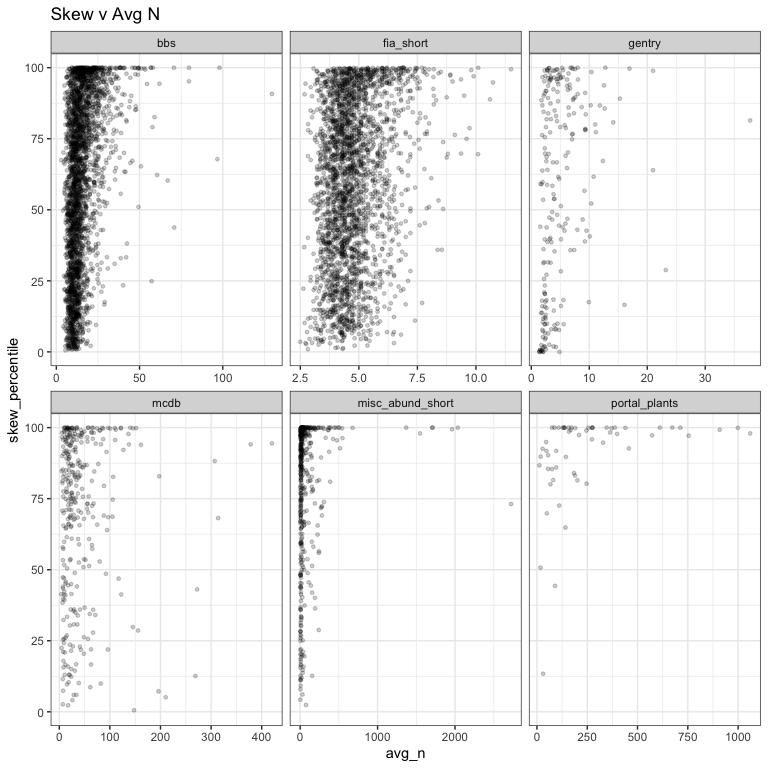 Skew v Avg N
bbs fia_short gentry
100
75
50
25
0
0 50 100 2.5 5.0 7.5 10.0 0 10 20 30
skew_percentile
mcdb misc_abund_short portal_plants
100
75
50
25
0
0 100 200 300 400 0 1000 2000 0 250 500 750 1000
avg_n